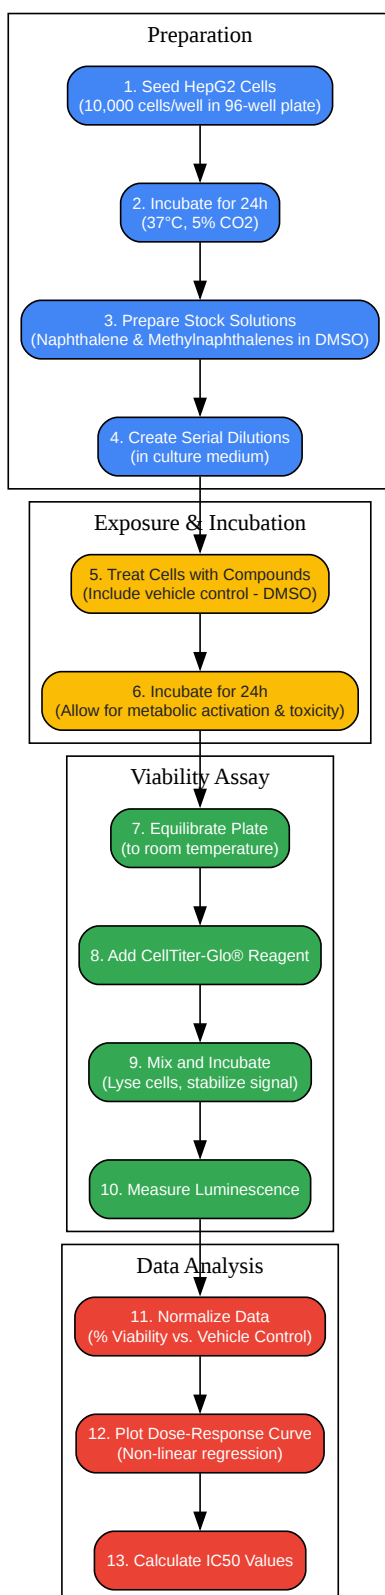 Preparation
1. Seed HepG2 Cells
(10,000 cells/well in 96-well plate)
2. Incubate for 24h
(37°C, 5% CO2)
3. Prepare Stock Solutions
(Naphthalene & Methylnaphthalenes in DMSO)
4. Create Serial Dilutions
(in culture medium)
Exposure & Incubation
5. Treat Cells with Compounds
(Include vehicle control - DMSO)
6. Incubate for 24h
(Allow for metabolic activation & toxicity)
Viability Assay
7. Equilibrate Plate
(to room temperature)
8. Add CellTiter-Glo® Reagent
9. Mix and Incubate
(Lyse cells, stabilize signal)
10. Measure Luminescence
Data Analysis
11. Normalize Data
(% Viability vs. Vehicle Control)
12. Plot Dose-Response Curve
(Non-linear regression)
13. Calculate IC50 Values